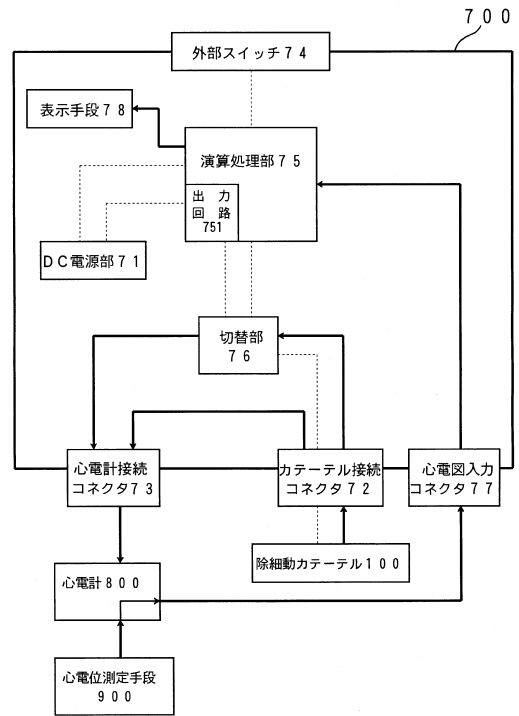 ７００
外部スイッチ７４
表示手段７８
演算処理部７５
出　力
回　路
751
ＤＣ電源部７１
切替部
７６
心電計接続
コネクタ７３
カテーテル接続
コネクタ７２
心電図入力
コネクタ７７
除細動カテーテル１００
心電計８００
心電位測定手段
９００